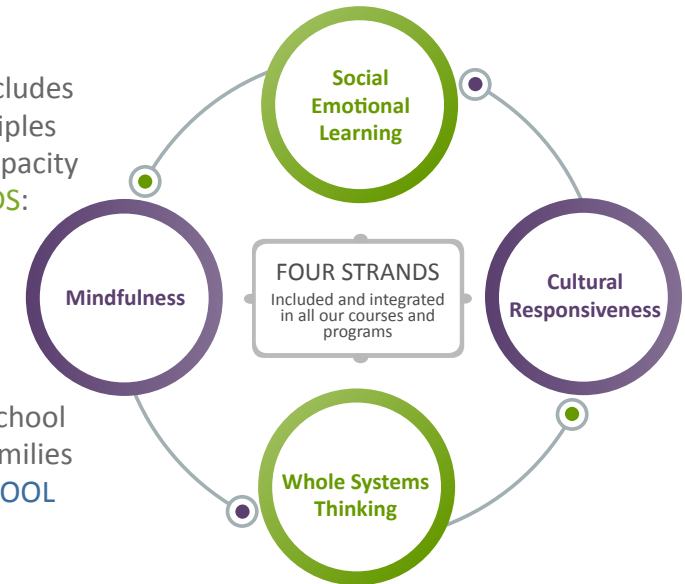 cludes
iples
pacity
DS:
chool
milies
OOL
Social
Emotional
Learning
Mindfulness
FOUR STRANDS
Included and integrated
in all our courses and
programs
Cultural
Responsiveness
Whole Systems
Thinking